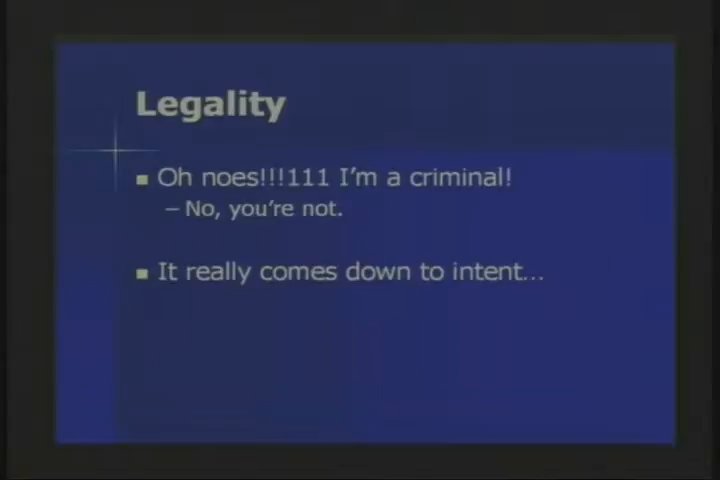 Legality
■ Oh noes!!!111 I'm a criminal!
– No, you're not.
■ It really comes down to intent...